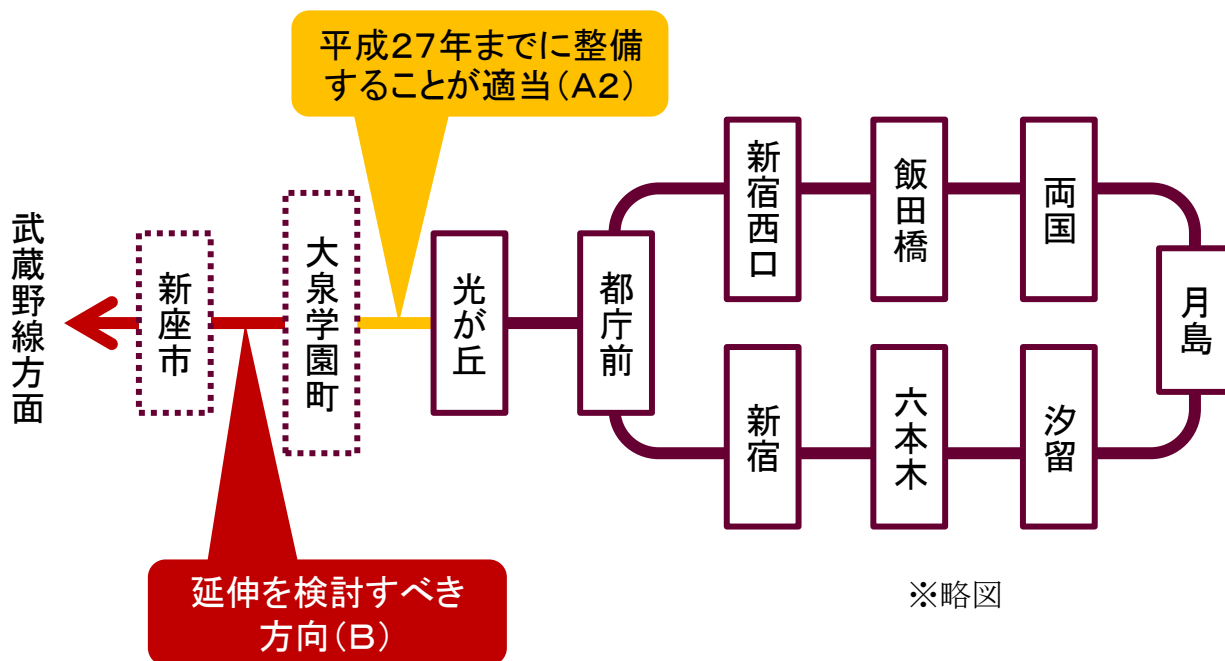 平成27年までに整備
することが適当(A2)
武蔵野線方面
新座市
大泉学園町
光が丘
都庁前
新宿西口
飯田橋
両国
月島
新宿
六本木
汐留
延伸を検討すべき
方向(B)
※略図